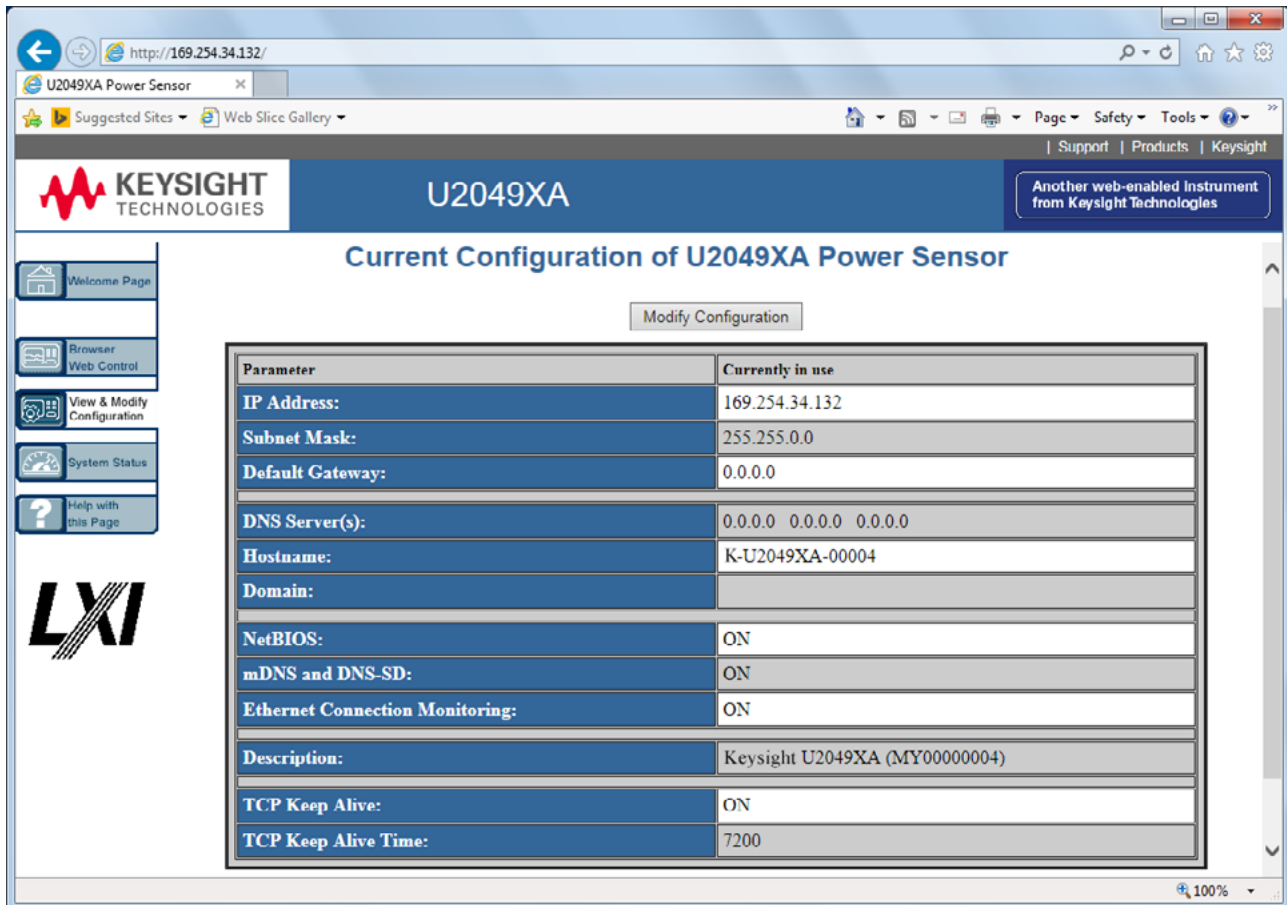 http://169.254.34.132/
U2049XA Power Sensor
Suggested Sites Web Slice Gallery Page Safety Tools
| Support | Products | Keysight
KEYSIGHT
TECHNOLOGIES
U2049XA
Another web-enabled Instrument
from Keysight Technologies
Current Configuration of U2049XA Power Sensor
Welcome Page
Modify Configuration
Browser
Web Control
View & Modify
Configuration
System Status
Help with
this Page
LXI
Parameter Currently in use
IP Address: 169.254.34.132
Subnet Mask: 255.255.0.0
Default Gateway: 0.0.0.0
DNS Server(s): 0.0.0.0 0.0.0.0 0.0.0.0
Hostname: K-U2049XA-00004
Domain:
NetBIOS: ON
mDNS and DNS-SD: ON
Ethernet Connection Monitoring: ON
Description: Keysight U2049XA (MY00000004)
TCP Keep Alive: ON
TCP Keep Alive Time: 7200
100%